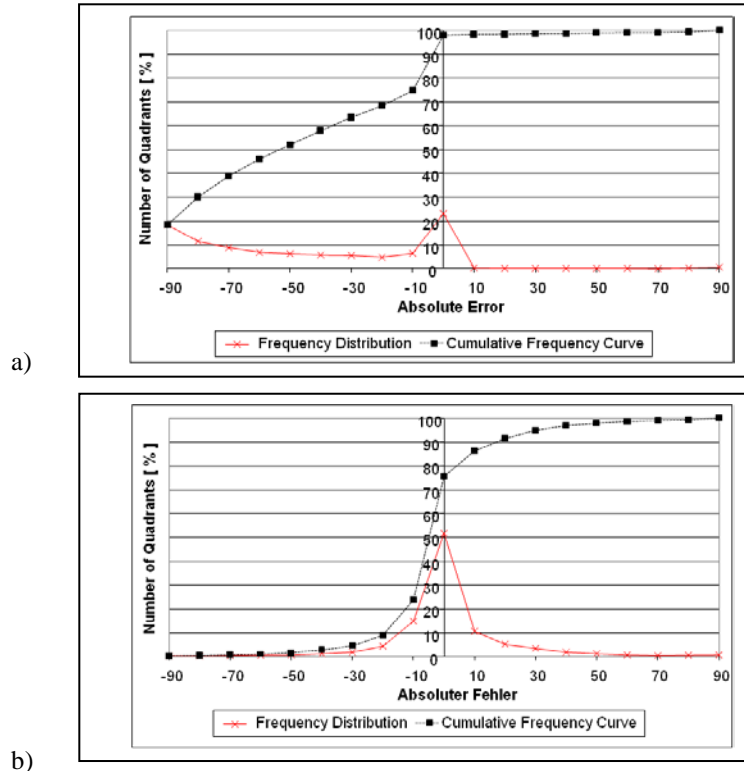 100
90
80
70
60
50
40
30
20
10
0
Number of Quadrants [ % ]
-90 -70 -50 -30 -10 10 30 50 70 90
Absolute Error
Frequency Distribution Cumulative Frequency Curve
a)
100
90
80
70
60
50
40
30
20
10
0
Number of Quadrants [ % ]
-90 -70 -50 -30 -10 10 30 50 70 90
Absoluter Fehler
Frequency Distribution Cumulative Frequency Curve
b)